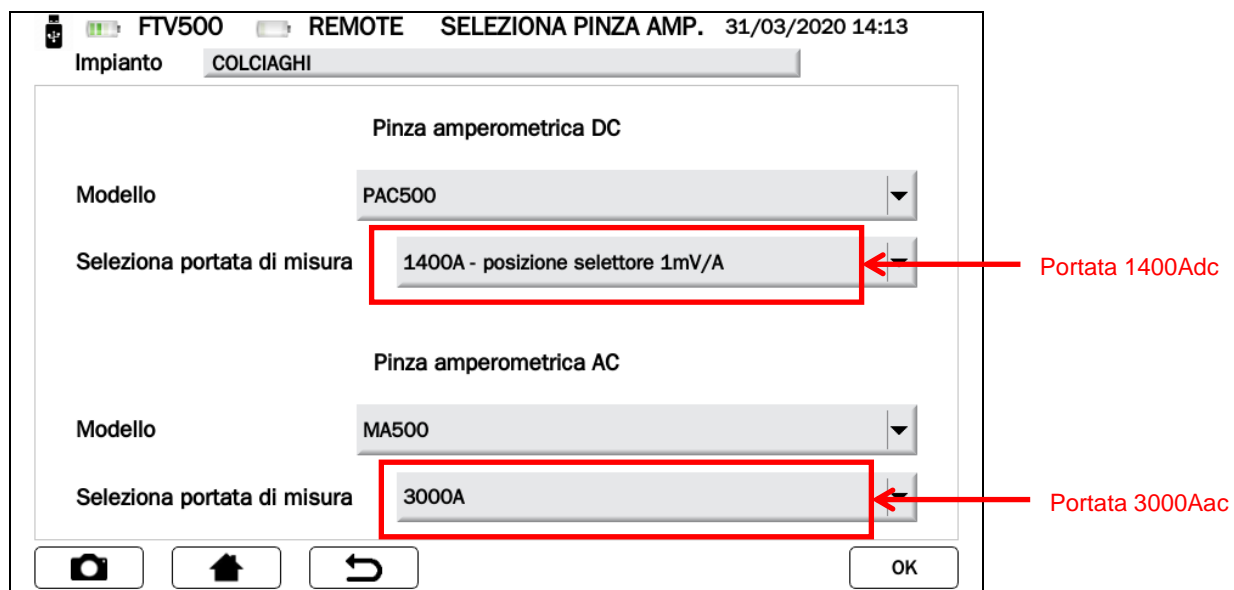 FTV500 REMOTE SELEZIONA PINZA AMP. 31/03/2020 14:13
Impianto COLCIAGHI
Pinza amperometrica DC
Modello PAC500
Seleziona portata di misura 1400A - posizione selettore 1mV/A
Portata 1400Adc
Pinza amperometrica AC
Modello MA500
Seleziona portata di misura 3000A
Portata 3000Aac
OK